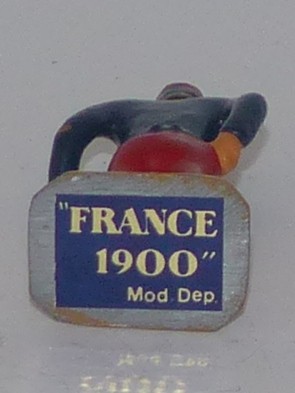 "FRANCE
1900"
Mod. Dep.